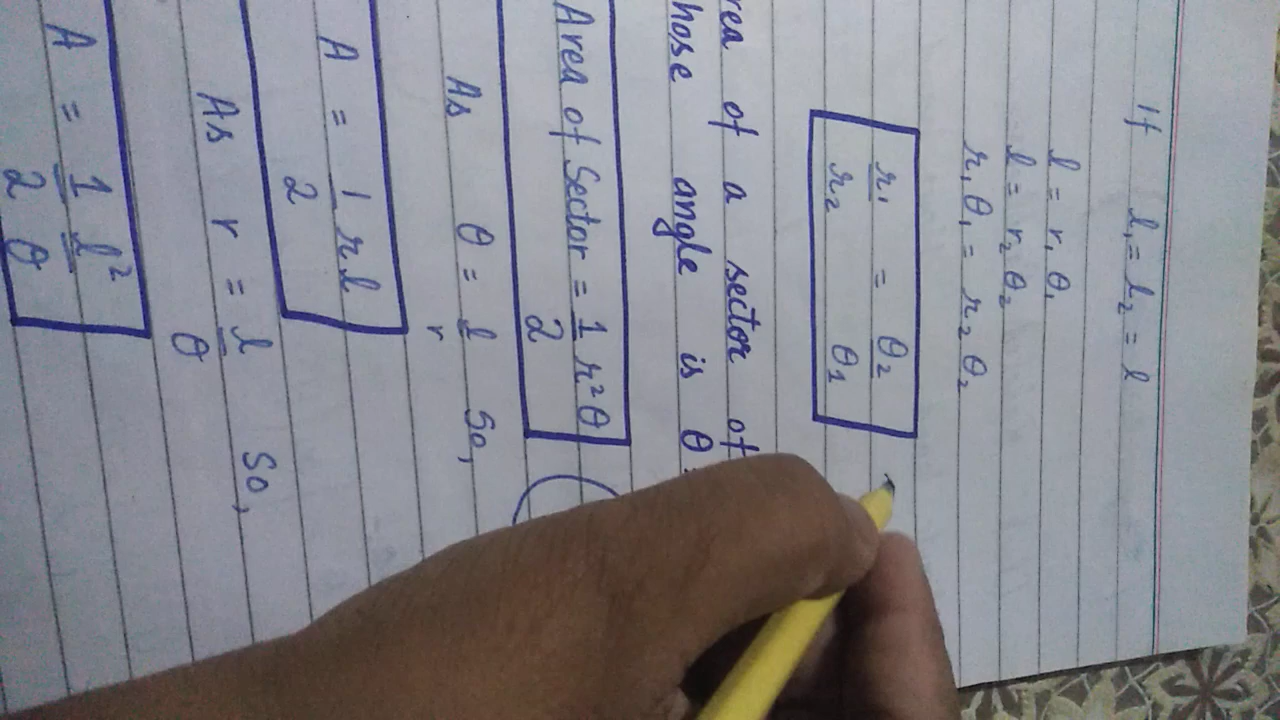 If l₁ = l₂ = l
l = r₁ θ₁
l = r₂ θ₂
r₁ θ₁ = r₂ θ₂
r₁/r₂ = θ₂/θ₁
rea of a sector of
hose angle is θ
Area of Sector = 1/2 r²θ
As θ = l/r So,
A = 1/2 rl
As r = l/θ So,
A = 1/2 l²/θ